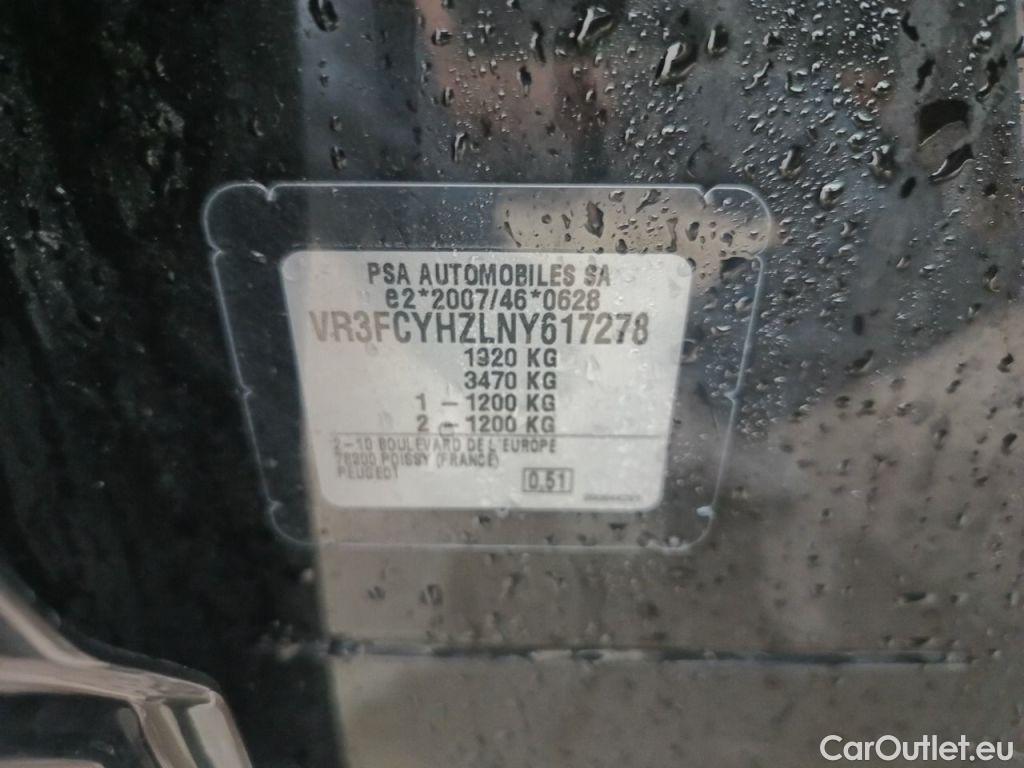 PSA AUTOMOBILES SA
e2*2007/46*0628
VR3FCYHZLNY617278
1920 KG
3470 KG
1 - 1200 KG
2 - 1200 KG
2-10 BOULEVARD DE L'EUROPE
78300 POISSY (FRANCE)
PEUGEOT
0.51
CarOutlet.eu